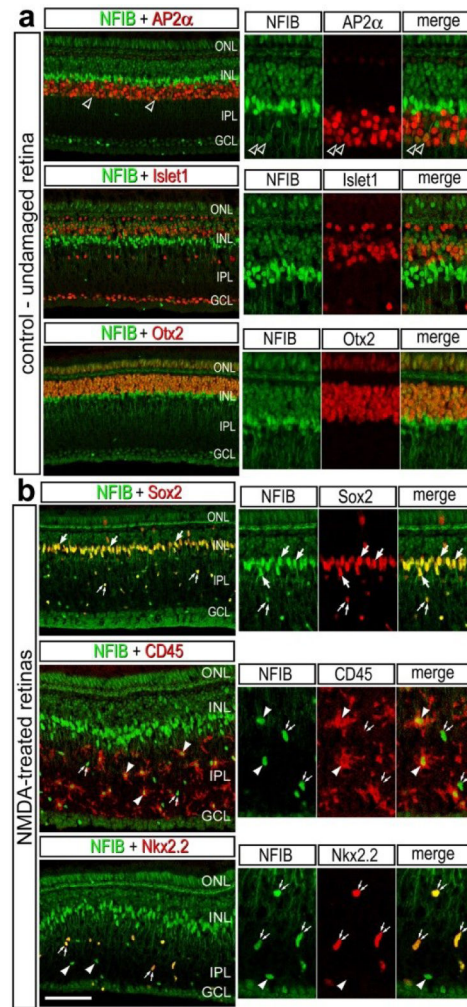 a
control - undamaged retina
NFIB + AP2α
NFIB
AP2α
merge
ONL
INL
IPL
GCL
NFIB + Islet1
NFIB
Islet1
merge
ONL
INL
IPL
GCL
NFIB + Otx2
NFIB
Otx2
merge
ONL
INL
IPL
GCL
b
NMDA-treated retinas
NFIB + Sox2
NFIB
Sox2
merge
ONL
INL
IPL
GCL
NFIB + CD45
NFIB
CD45
merge
ONL
INL
IPL
GCL
NFIB + Nkx2.2
NFIB
Nkx2.2
merge
ONL
INL
IPL
GCL